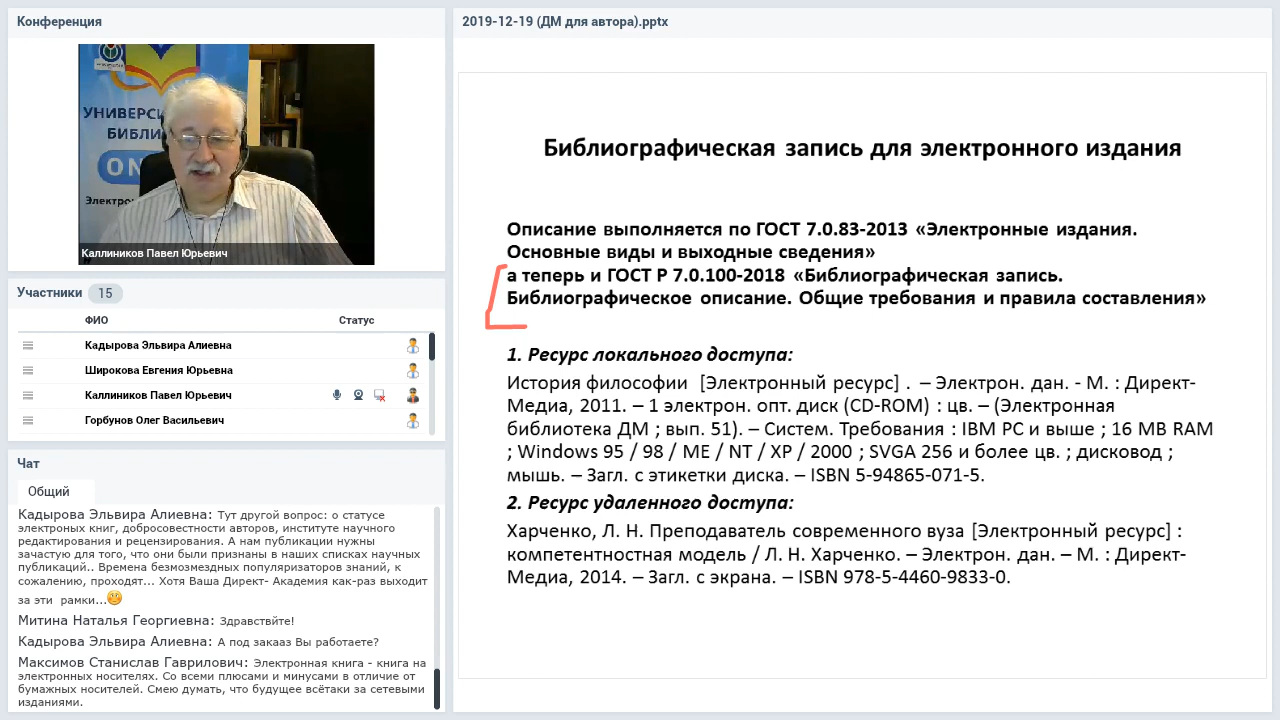 Конференция
УНИВЕРС
БИБЛИ
ON
Электро
Каллиников Павел Юрьевич
Участники 15
ФИО Статус
Кадырова Эльвира Алиевна
Широкова Евгения Юрьевна
Каллиников Павел Юрьевич
Горбунов Олег Васильевич
Чат
Общий
Кадырова Эльвира Алиевна: Тут другой вопрос: о статусе
электроных книг, добросовестности авторов, институте научного
редактирования и рецензирования. А нам публикации нужны
зачастую для того, что они были признаны в наших списках научных
публикаций.. Времена безмозмездных популяризаторов знаний, к
сожалению, проходят... Хотя Ваша Директ- Академия как-раз выходит
за эти рамки...
Митина Наталья Георгиевна: Здравствйте!
Кадырова Эльвира Алиевна: А под закааз Вы работаете?
Максимов Станислав Гаврилович: Электронная книга - книга на
электронных носителях. Со всеми плюсами и минусами в отличие от
бумажных носителей. Смею думать, что будущее всётаки за сетевыми
изданиями.
2019-12-19 (ДМ для автора).pptx
Библиографическая запись для электронного издания
Описание выполняется по ГОСТ 7.0.83-2013 «Электронные издания.
Основные виды и выходные сведения»
а теперь и ГОСТ Р 7.0.100-2018 «Библиографическая запись.
Библиографическое описание. Общие требования и правила составления»
1. Ресурс локального доступа:
История философии [Электронный ресурс] . – Электрон. дан. - М. : Директ-
Медиа, 2011. – 1 электрон. опт. диск (CD-ROM) : цв. – (Электронная
библиотека ДМ ; вып. 51). – Систем. Требования : IBM PC и выше ; 16 MB RAM
; Windows 95 / 98 / ME / NT / XP / 2000 ; SVGA 256 и более цв. ; дисковод ;
мышь. – Загл. с этикетки диска. – ISBN 5-94865-071-5.
2. Ресурс удаленного доступа:
Харченко, Л. Н. Преподаватель современного вуза [Электронный ресурс] :
компетентностная модель / Л. Н. Харченко. – Электрон. дан. – М. : Директ-
Медиа, 2014. – Загл. с экрана. – ISBN 978-5-4460-9833-0.